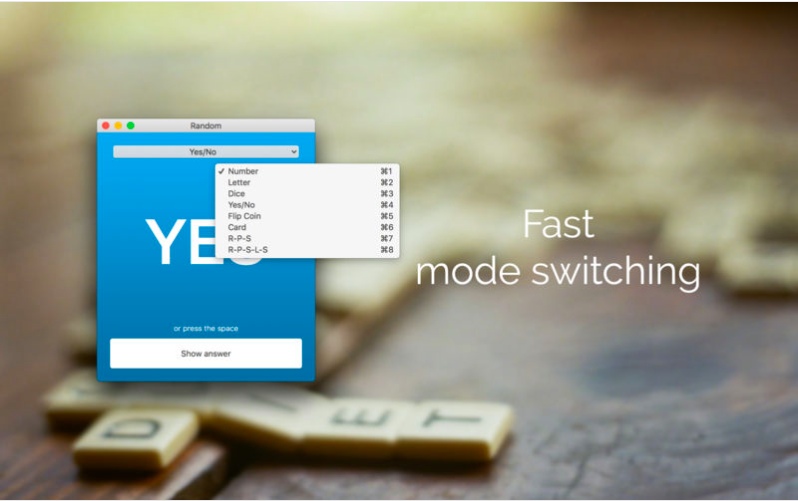 Random
Yes/No
✓ Number ⌘1
Letter ⌘2
Dice ⌘3
Yes/No ⌘4
Flip Coin ⌘5
Card ⌘6
R-P-S ⌘7
R-P-S-L-S ⌘8
YES
or press the space
Show answer
Fast
mode switching
D I E T